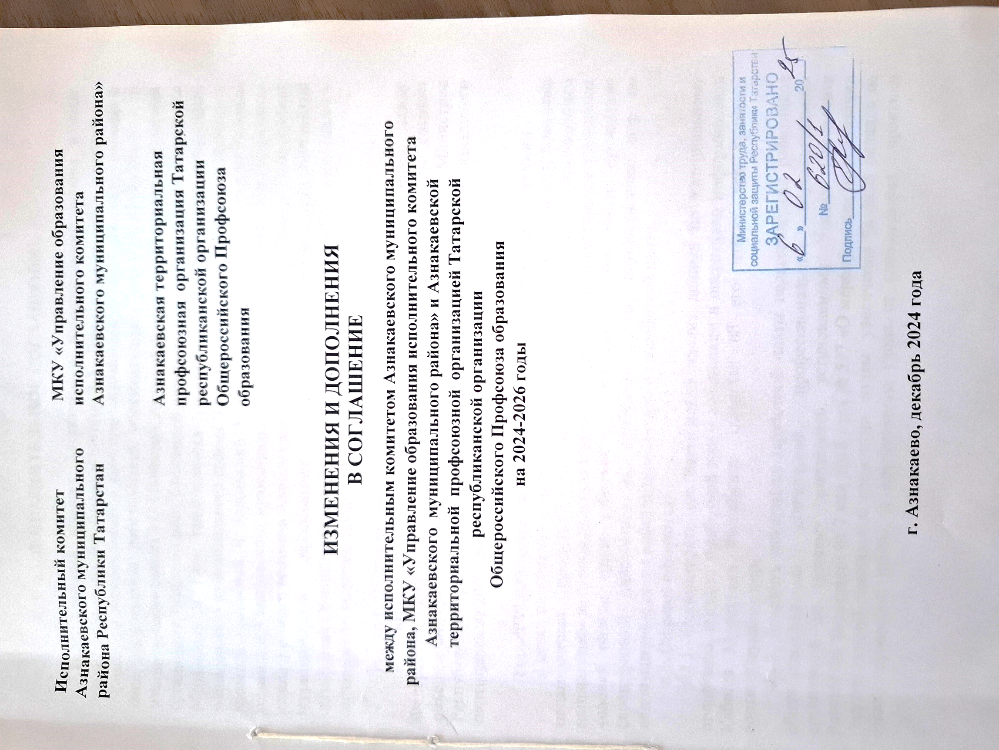 Исполнительный комитет
Азнакаевского муниципального
района Республики Татарстан
МКУ «Управление образования
исполнительного комитета
Азнакаевского муниципального района»
Азнакаевская территориальная
профсоюзная организация Татарской
республиканской организации
Общероссийского Профсоюза
образования
ИЗМЕНЕНИЯ И ДОПОЛНЕНИЯ
В СОГЛАШЕНИЕ
между исполнительным комитетом Азнакаевского муниципального
района, МКУ «Управление образования исполнительного комитета
Азнакаевского муниципального района» и Азнакаевской
территориальной профсоюзной организацией Татарской
республиканской организации
Общероссийского Профсоюза образования
на 2024-2026 годы
Министерство труда, занятости и
социальной защиты Республики Татарстан
ЗАРЕГИСТРИРОВАНО
«6» 02 2025
№ 6220/1
Подпись
г. Азнакаево, декабрь 2024 года